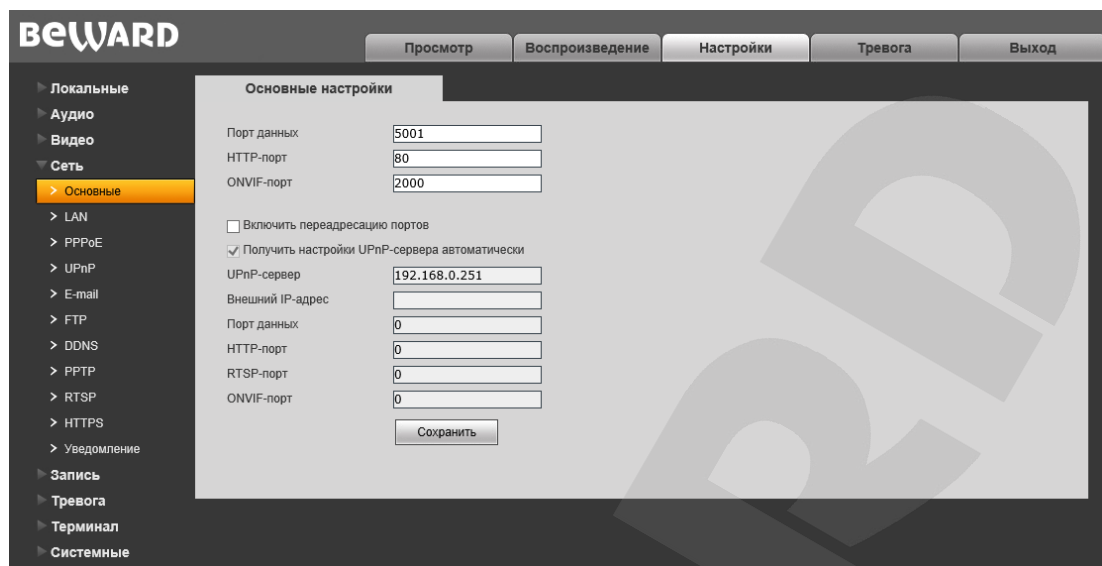 BEWARD
Просмотр Воспроизведение Настройки Тревога Выход
Локальные
Аудио
Видео
Сеть
Основные
LAN
PPPoE
UPnP
E-mail
FTP
DDNS
PPTP
RTSP
HTTPS
Уведомление
Запись
Тревога
Терминал
Системные
Основные настройки
Порт данных 5001
HTTP-порт 80
ONVIF-порт 2000
Включить переадресацию портов
Получить настройки UPnP-сервера автоматически
UPnP-сервер 192.168.0.251
Внешний IP-адрес
Порт данных 0
HTTP-порт 0
RTSP-порт 0
ONVIF-порт 0
Сохранить
RD